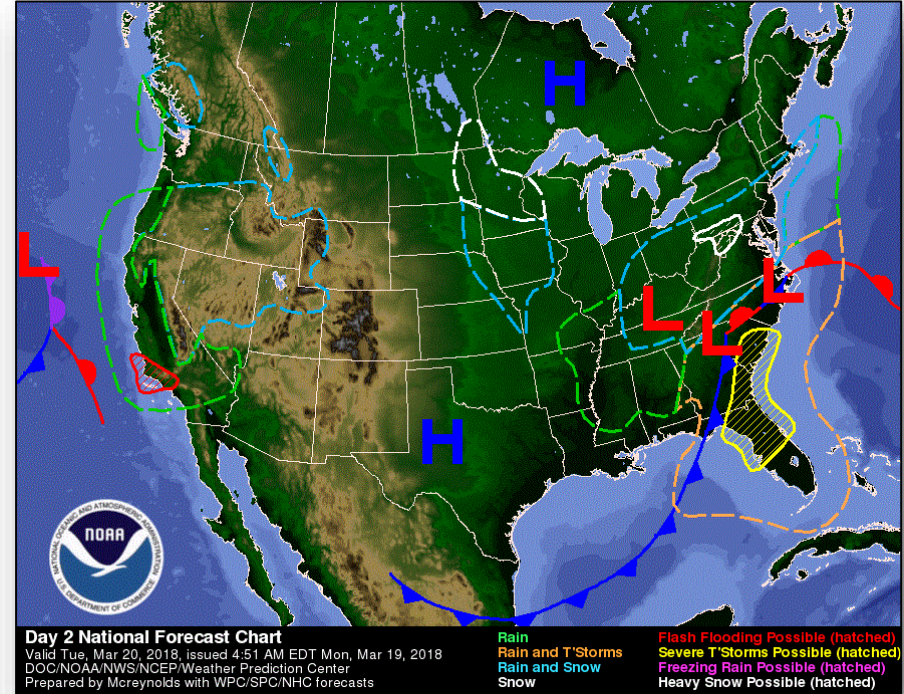 H
L
L
L
L
H
NATIONAL OCEANIC AND ATMOSPHERIC ADMINISTRATION
NOAA
U.S. DEPARTMENT OF COMMERCE
Day 2 National Forecast Chart
Valid Tue, Mar 20, 2018, issued 4:51 AM EDT Mon, Mar 19, 2018
DOC/NOAA/NWS/NCEP/Weather Prediction Center
Prepared by Mcreynolds with WPC/SPC/NHC forecasts
Rain
Rain and T'Storms
Rain and Snow
Snow
Flash Flooding Possible (hatched)
Severe T'Storms Possible (hatched)
Freezing Rain Possible (hatched)
Heavy Snow Possible (hatched)